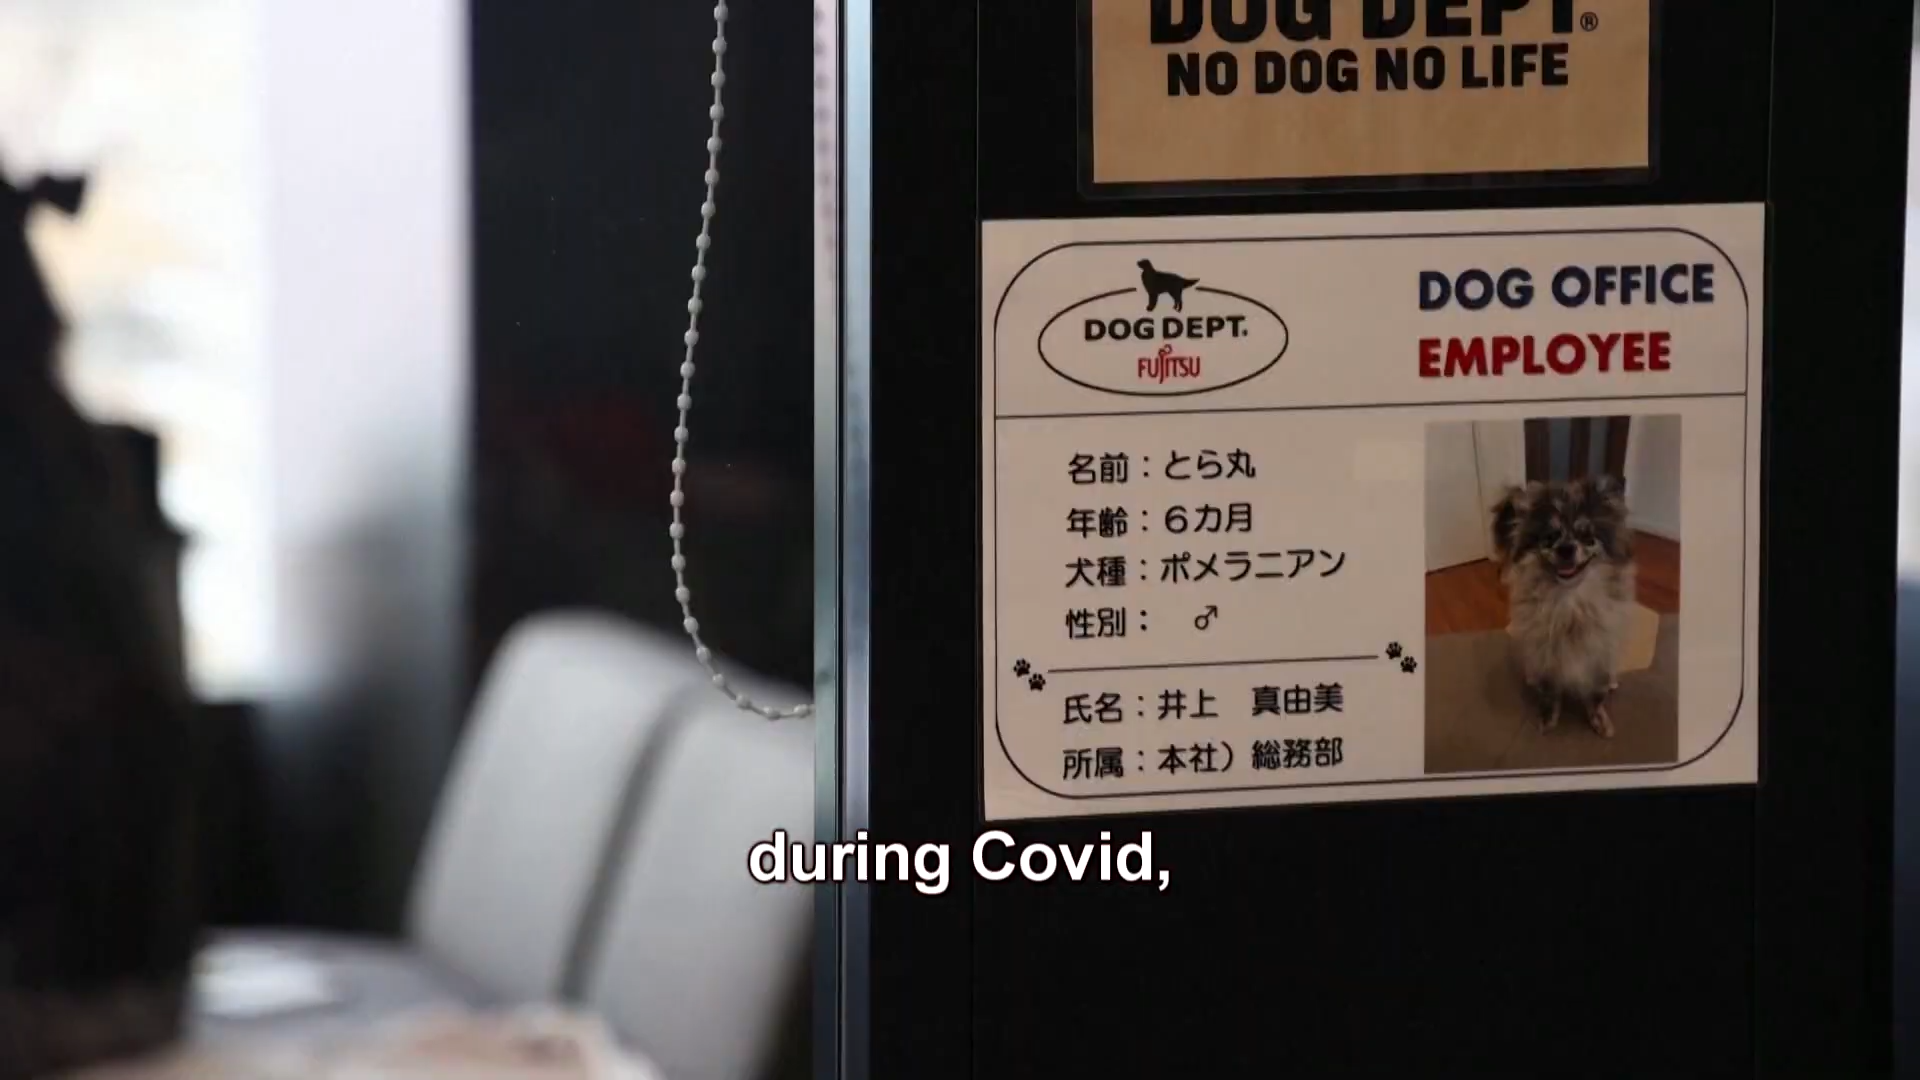 DOG DEPT®
NO DOG NO LIFE
DOG DEPT.
FUJITSU
DOG OFFICE
EMPLOYEE
名前：とら丸
年齢：6カ月
犬種：ポメラニアン
性別：　♂
氏名：井上　真由美
所属：本社）総務部
during Covid,